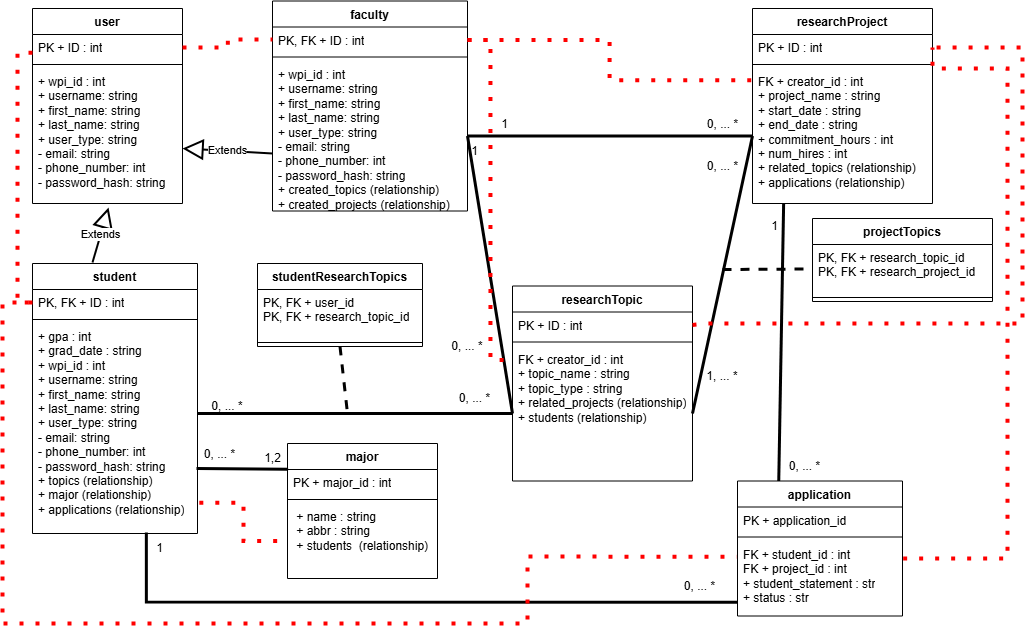 user
PK + ID : int
+ wpi_id : int
+ username: string
+ first_name: string
+ last_name: string
+ user_type: string
- email: string
- phone_number: int
- password_hash: string
faculty
PK, FK + ID : int
+ wpi_id : int
+ username: string
+ first_name: string
+ last_name: string
+ user_type: string
- email: string
- phone_number: int
- password_hash: string
+ created_topics (relationship)
+ created_projects (relationship)
researchProject
PK + ID : int
FK + creator_id : int
+ project_name : string
+ start_date : string
+ end_date : string
+ commitment_hours : int
+ num_hires : int
+ related_topics (relationship)
+ applications (relationship)
Extends
Extends
1
0, ... *
1
0, ... *
1
projectTopics
PK, FK + research_topic_id
PK, FK + research_project_id
student
PK, FK + ID : int
+ gpa : int
+ grad_date : string
+ wpi_id : int
+ username: string
+ first_name: string
+ last_name: string
+ user_type: string
- email: string
- phone_number: int
- password_hash: string
+ topics (relationship)
+ major (relationship)
+ applications (relationship)
studentResearchTopics
PK, FK + user_id
PK, FK + research_topic_id
researchTopic
PK + ID : int
FK + creator_id : int
+ topic_name : string
+ topic_type : string
+ related_projects (relationship)
+ students (relationship)
0, ... *
1, ... *
0, ... *
0, ... *
0, ... *
1,2
major
PK + major_id : int
+ name : string
+ abbr : string
+ students  (relationship)
0, ... *
application
PK + application_id
FK + student_id : int
FK + project_id : int
+ student_statement : str
+ status : str
1
0, ... *